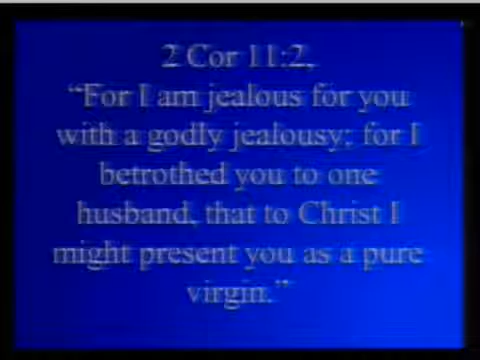 2 Cor 11:2,
“For I am jealous for you
with a godly jealousy; for I
betrothed you to one
husband, that to Christ I
might present you as a pure
virgin.”